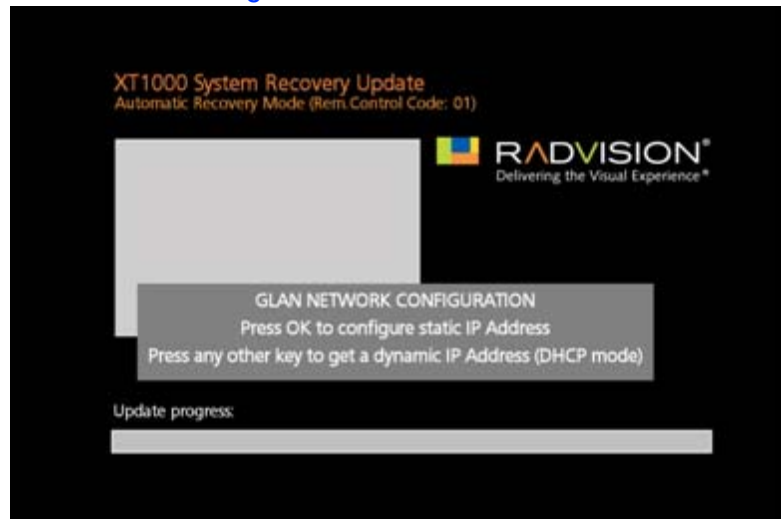 XT1000 System Recovery Update
Automatic Recovery Mode (Rem.Control Code: 01)
RADVISION®
Delivering the Visual Experience®
GLAN NETWORK CONFIGURATION
Press OK to configure static IP Address
Press any other key to get a dynamic IP Address (DHCP mode)
Update progress: